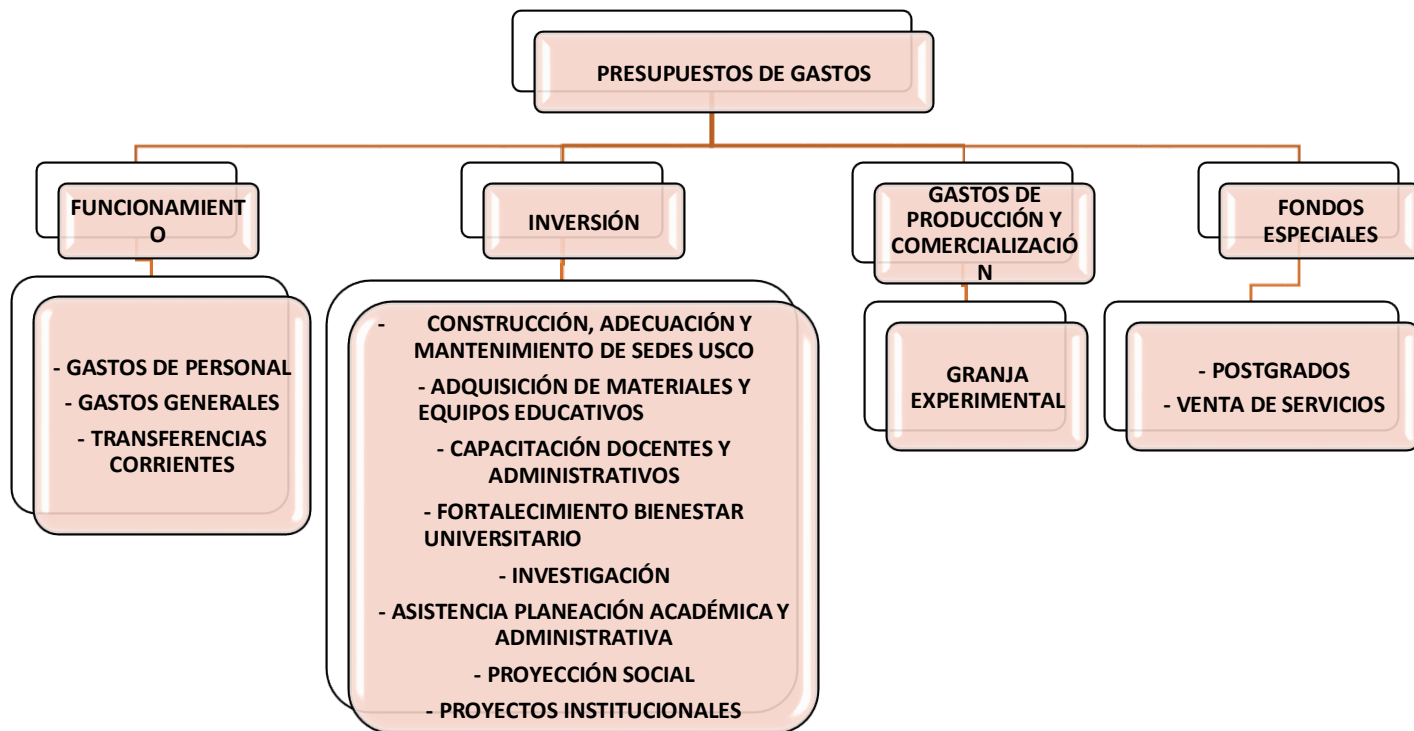 PRESUPUESTOS DE GASTOS
FUNCIONAMIENT
O
- GASTOS DE PERSONAL
- GASTOS GENERALES
- TRANSFERENCIAS
CORRIENTES
INVERSIÓN
- CONSTRUCCIÓN, ADECUACIÓN Y
MANTENIMIENTO DE SEDES USCO
- ADQUISICIÓN DE MATERIALES Y
EQUIPOS EDUCATIVOS
- CAPACITACIÓN DOCENTES Y
ADMINISTRATIVOS
- FORTALECIMIENTO BIENESTAR
UNIVERSITARIO
- INVESTIGACIÓN
- ASISTENCIA PLANEACIÓN ACADÉMICA Y
ADMINISTRATIVA
- PROYECCIÓN SOCIAL
- PROYECTOS INSTITUCIONALES
GASTOS DE
PRODUCCIÓN Y
COMERCIALIZACIÓ
N
GRANJA
EXPERIMENTAL
FONDOS
ESPECIALES
- POSTGRADOS
- VENTA DE SERVICIOS